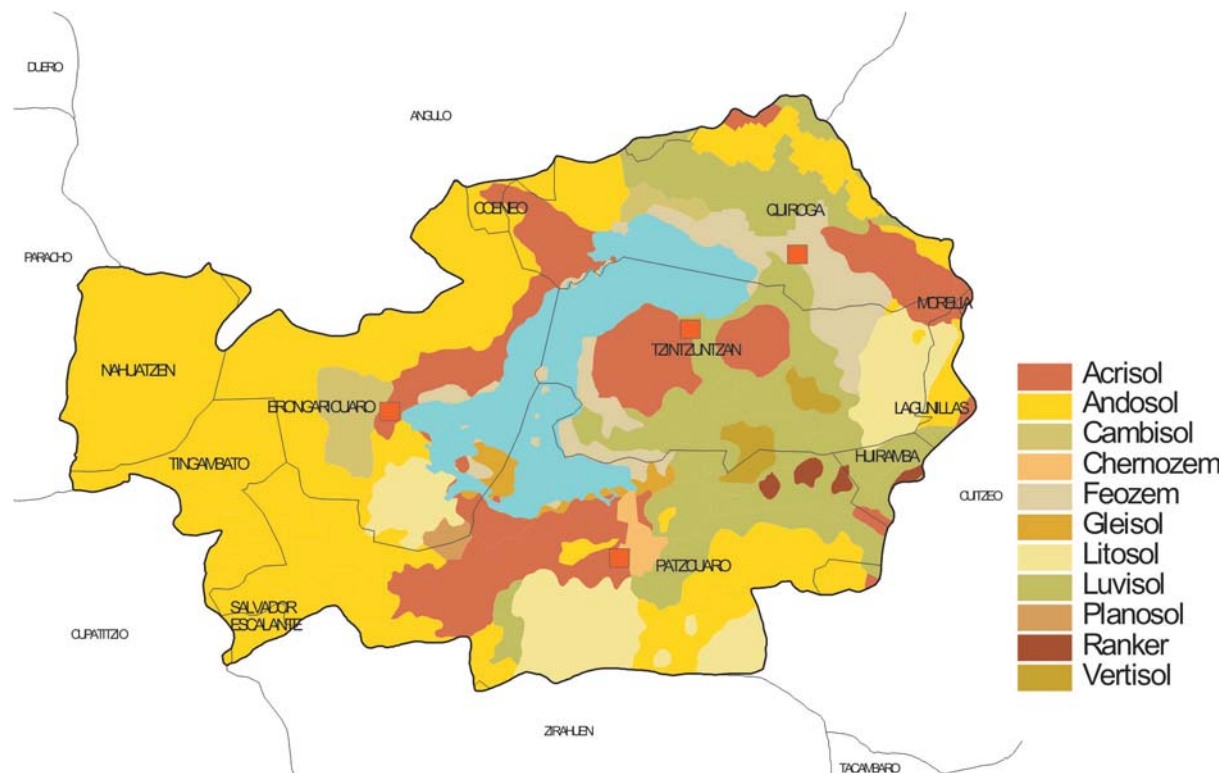 DUERO
ANGULO
COENEO
QUIROGA
PARACHO
MORELIA
TZINTZUNTZAN
NAHUATZEN
ERONGARICUARO
LAGUNILLAS
TINGAMBATO
HUIRAMBA
CUITZEO
PATZCUARO
SALVADOR
ESCALANTE
CUPATITZIO
ZIRAHUEN
TACAMBARO
Acrisol
Andosol
Cambisol
Chernozem
Feozem
Gleisol
Litosol
Luvisol
Planosol
Ranker
Vertisol